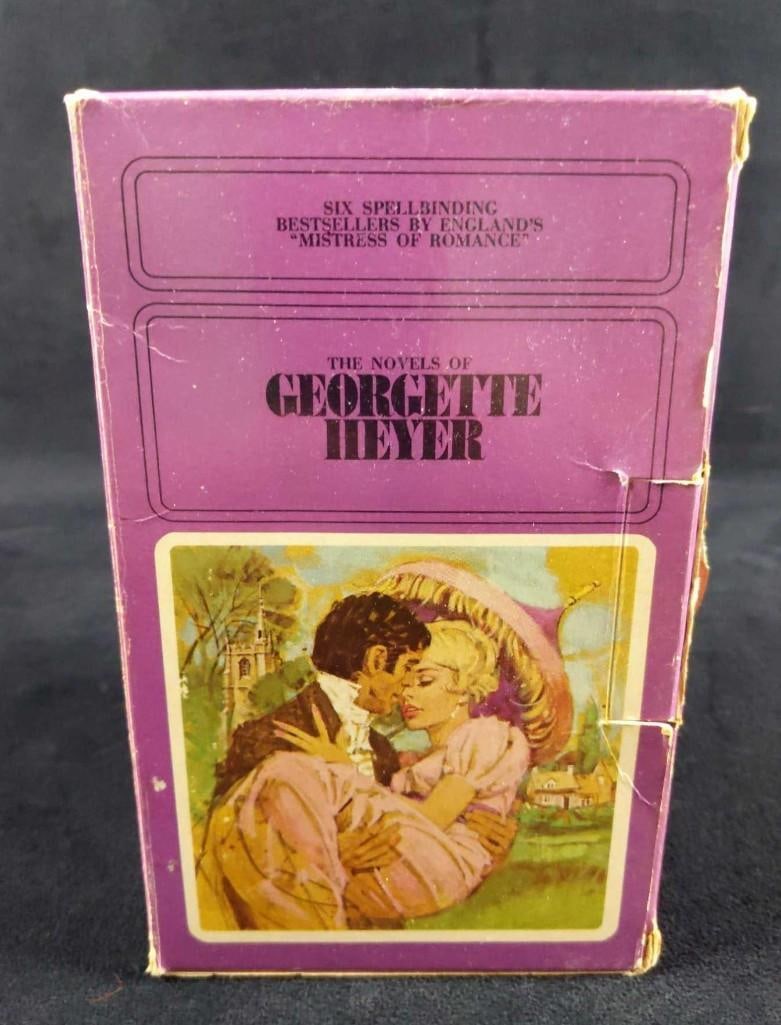 SIX SPELLBINDING
BESTSELLERS BY ENGLAND'S
"MISTRESS OF ROMANCE"
THE NOVELS OF
GEORGETTE
HEYER